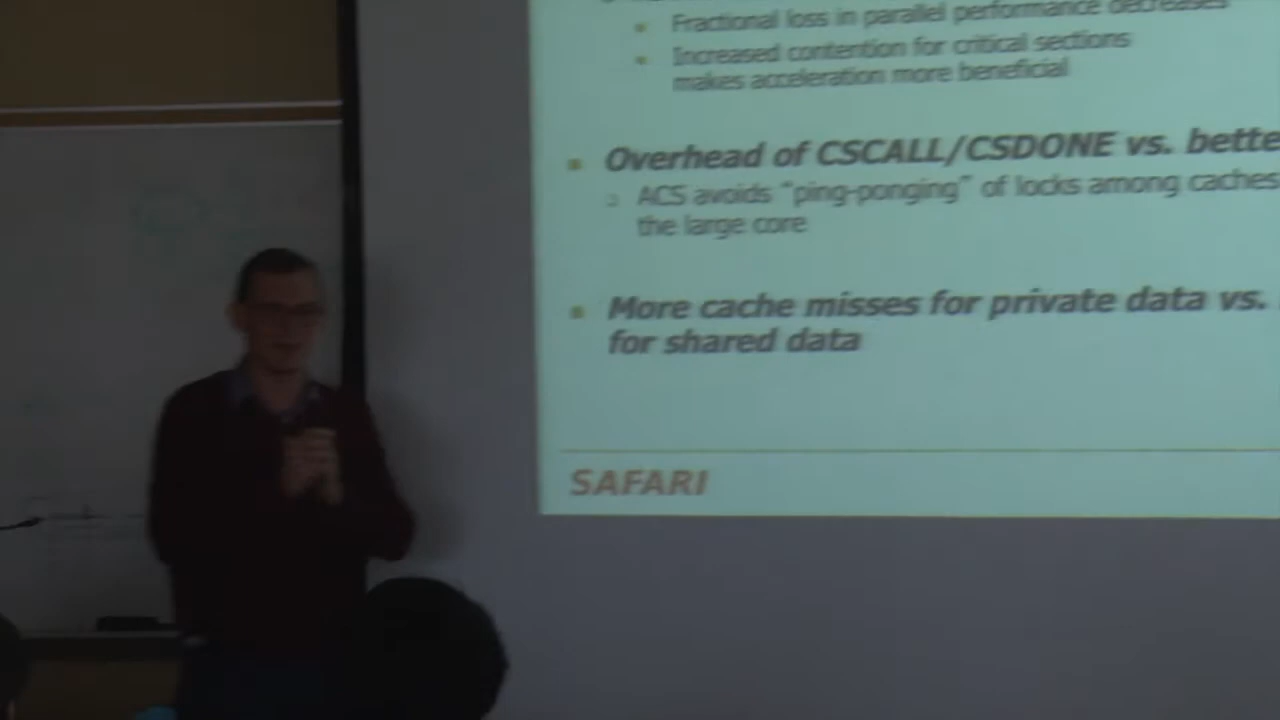 Fractional loss in parallel performance decreases
Increased contention for critical sections
makes acceleration more beneficial
Overhead of CSCALL/CSDONE vs. bette
ACS avoids "ping-ponging" of locks among caches
the large core
More cache misses for private data vs.
for shared data
SAFARI